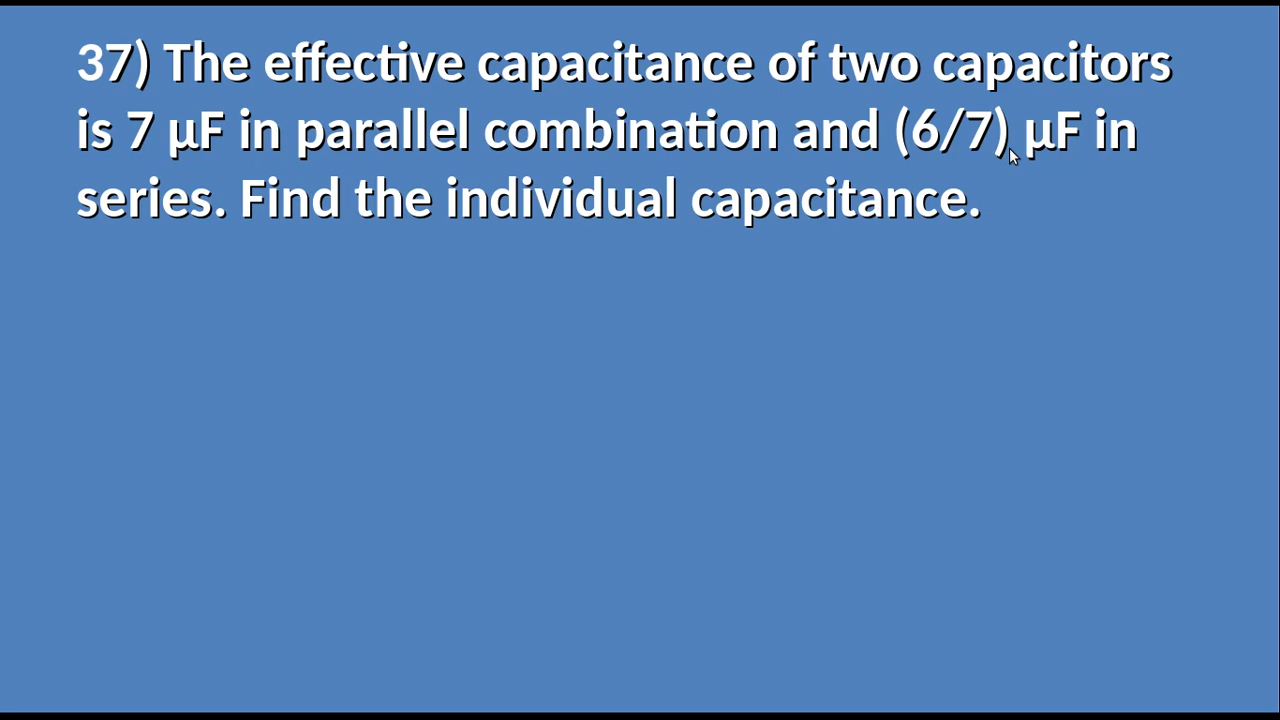 37) The effective capacitance of two capacitors
is 7 µF in parallel combination and (6/7) µF in
series. Find the individual capacitance.